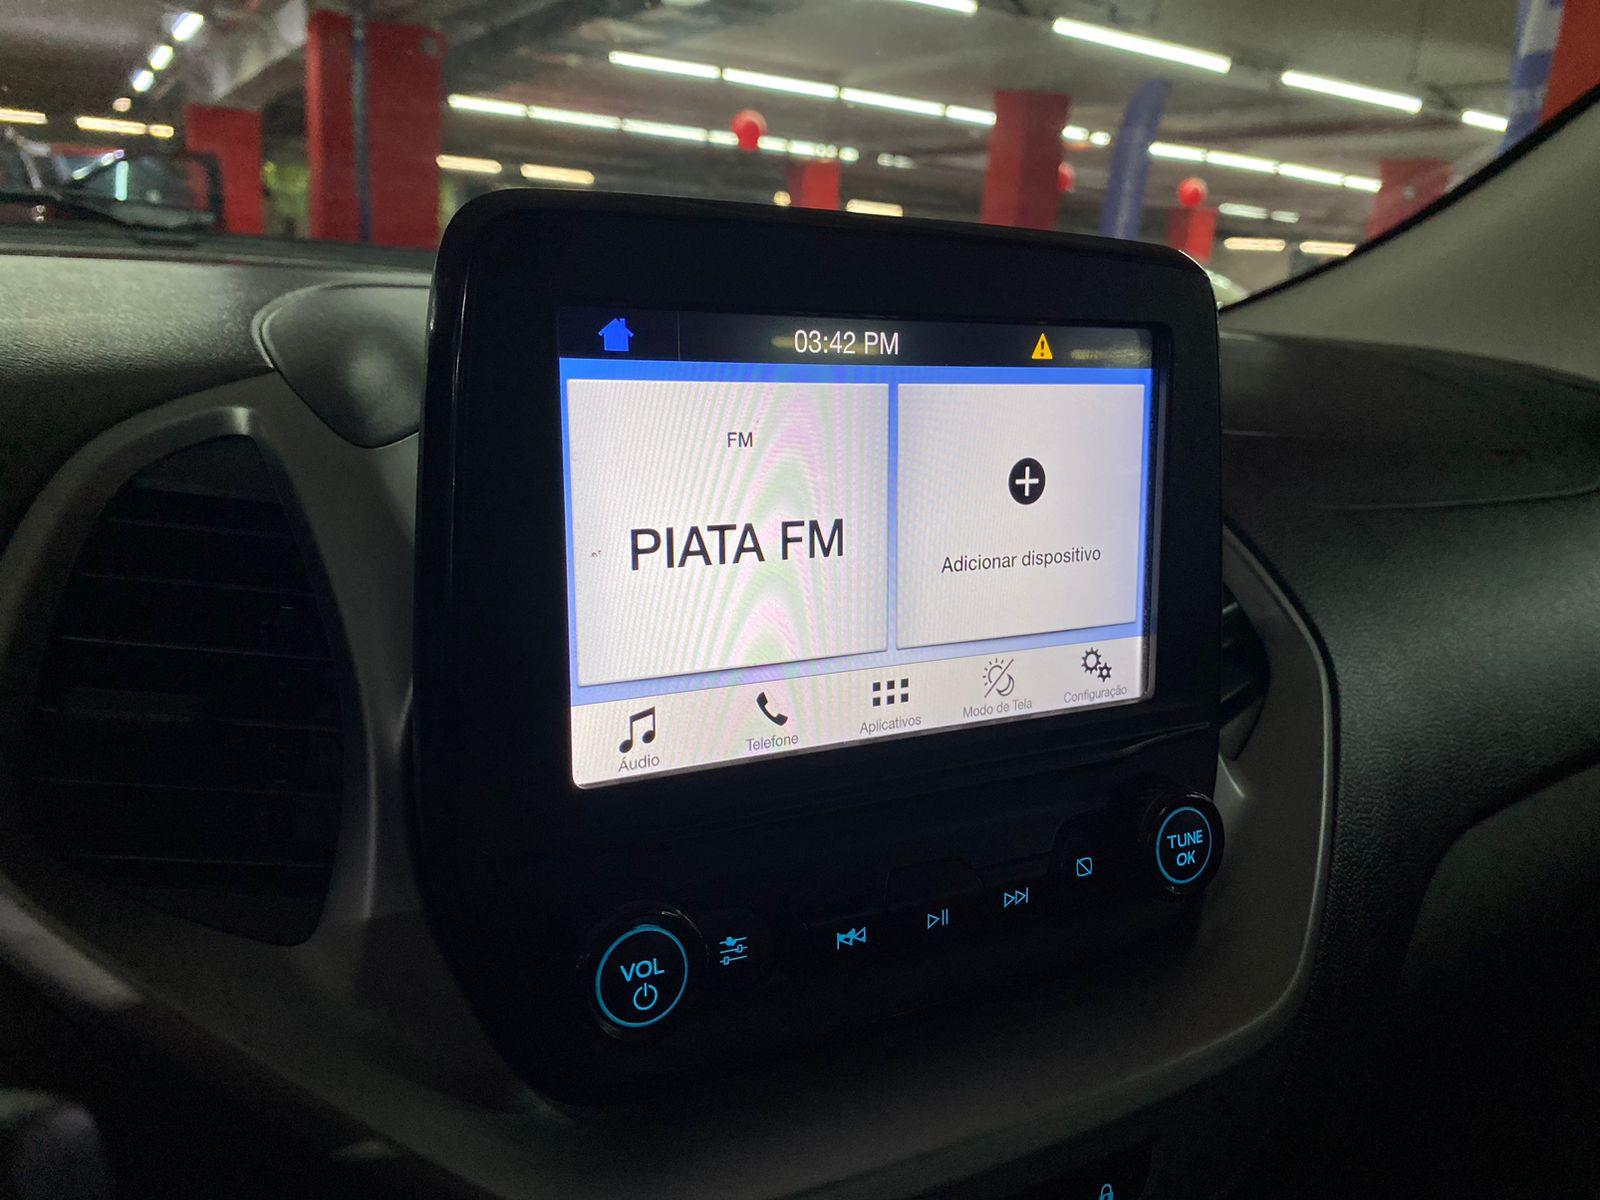 03:42 PM
FM
PIATA FM
Adicionar dispositivo
Áudio
Telefone
Aplicativos
Modo de Tela
Configuração
VOL
TUNE
OK